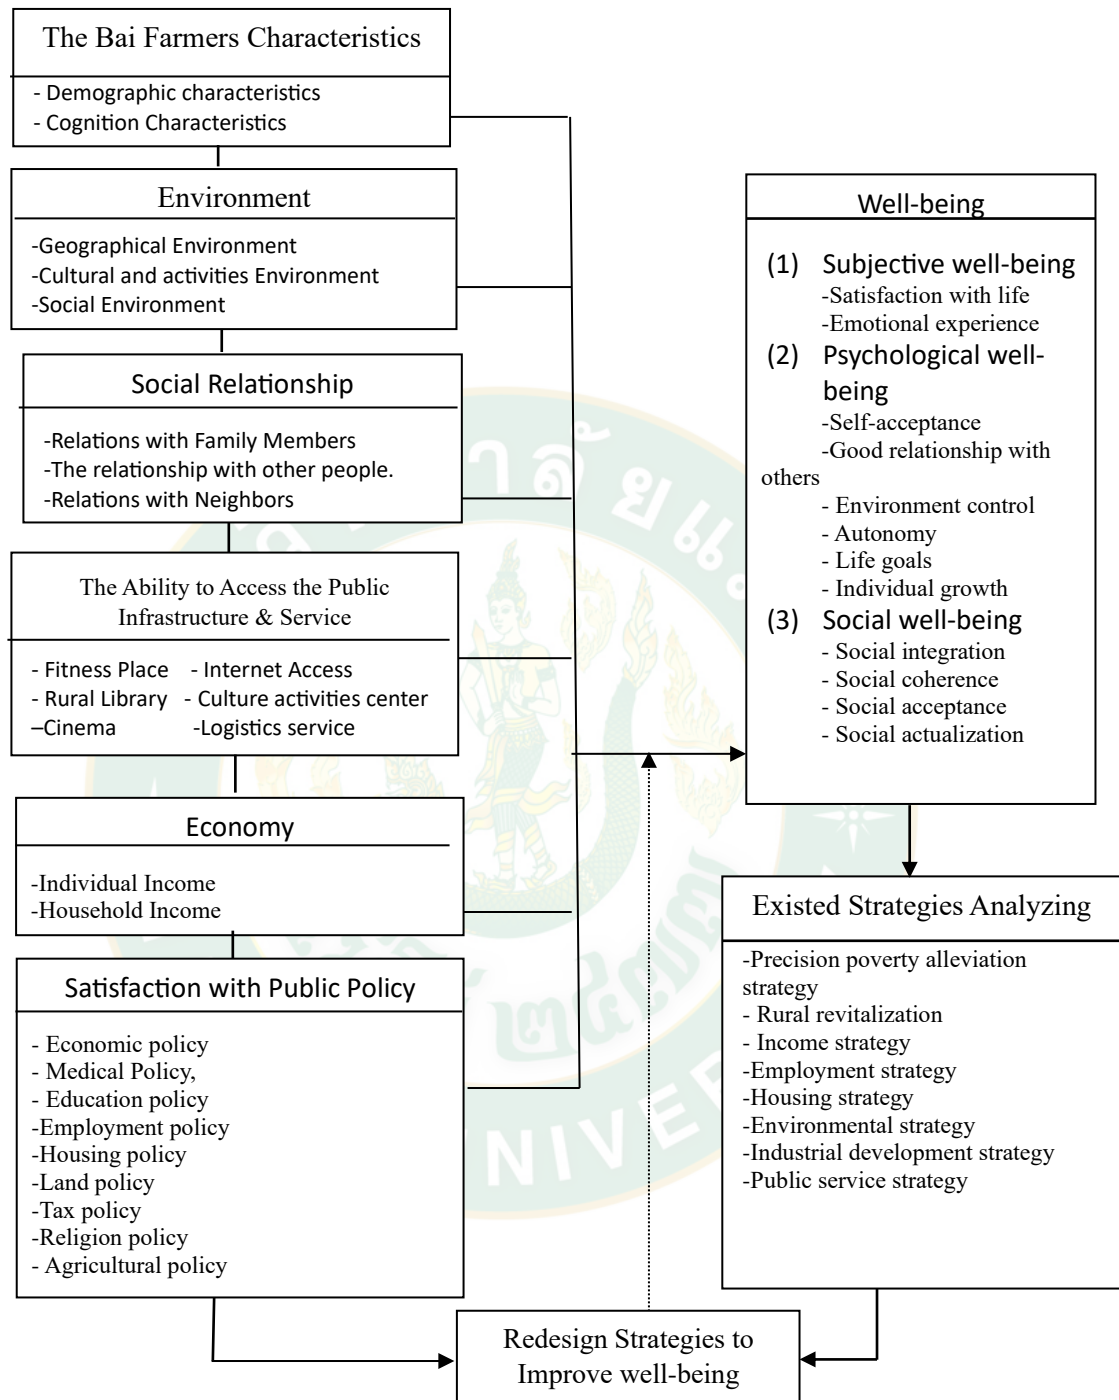 The Bai Farmers Characteristics
- Demographic characteristics
- Cognition Characteristics
Environment
-Geographical Environment
-Cultural and activities Environment
-Social Environment
Social Relationship
-Relations with Family Members
-The relationship with other people.
-Relations with Neighbors
The Ability to Access the Public
Infrastructure & Service
- Fitness Place - Internet Access
- Rural Library - Culture activities center
–Cinema -Logistics service
Economy
-Individual Income
-Household Income
Satisfaction with Public Policy
- Economic policy
- Medical Policy,
- Education policy
-Employment policy
-Housing policy
-Land policy
-Tax policy
-Religion policy
- Agricultural policy
Well-being
(1) Subjective well-being
-Satisfaction with life
-Emotional experience
(2) Psychological well-
being
-Self-acceptance
-Good relationship with
others
- Environment control
- Autonomy
- Life goals
- Individual growth
(3) Social well-being
- Social integration
- Social coherence
- Social acceptance
- Social actualization
Existed Strategies Analyzing
-Precision poverty alleviation
strategy
- Rural revitalization
- Income strategy
-Employment strategy
-Housing strategy
-Environmental strategy
-Industrial development strategy
-Public service strategy
Redesign Strategies to
Improve well-being